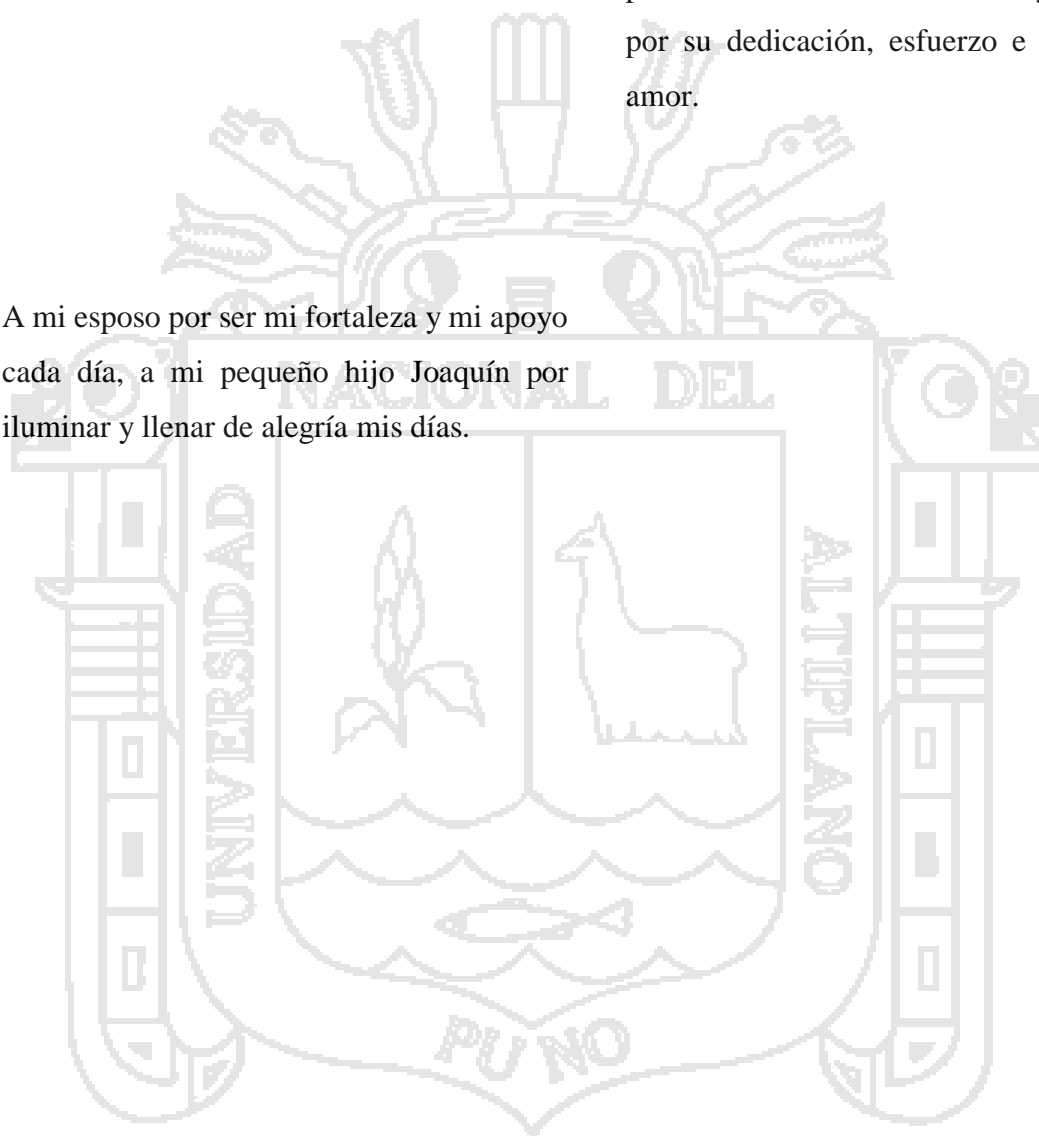 por su dedicación, esfuerzo e
amor.
A mi esposo por ser mi fortaleza y mi apoyo
cada día, a mi pequeño hijo Joaquín por
iluminar y llenar de alegría mis días.
NACIONAL DEL
UNIVERSIDAD
ALTIPLANO
PUNO